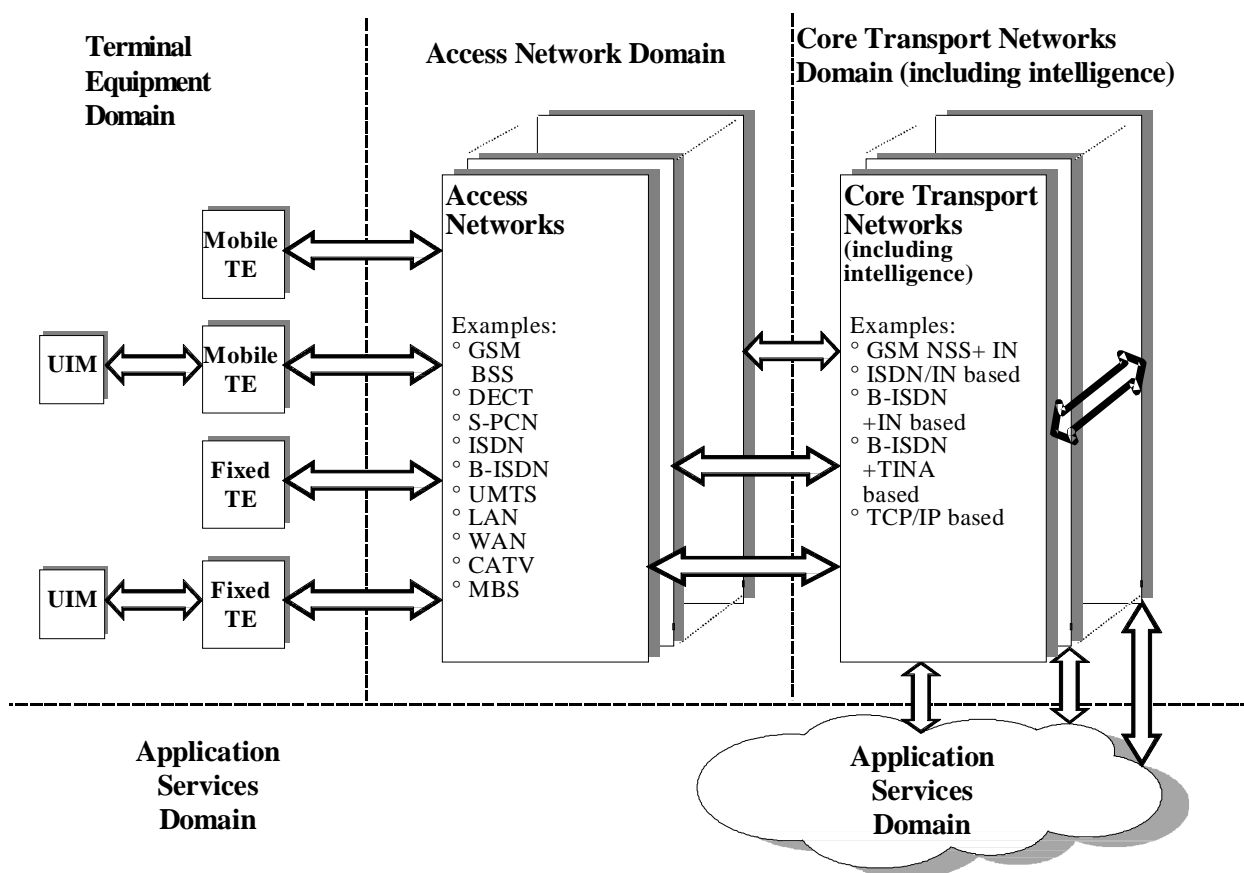 Terminal
Equipment
Domain
Access Network Domain
Core Transport Networks
Domain (including intelligence)
Mobile
TE
UIM
Mobile
TE
Fixed
TE
UIM
Fixed
TE
Access
Networks
Examples:
° GSM
BSS
° DECT
° S-PCN
° ISDN
° B-ISDN
° UMTS
° LAN
° WAN
° CATV
° MBS
Core Transport
Networks
(including
intelligence)
Examples:
° GSM NSS+ IN
° ISDN/IN based
° B-ISDN
+IN based
° B-ISDN
+TINA
based
° TCP/IP based
Application
Services
Domain
Application
Services
Domain